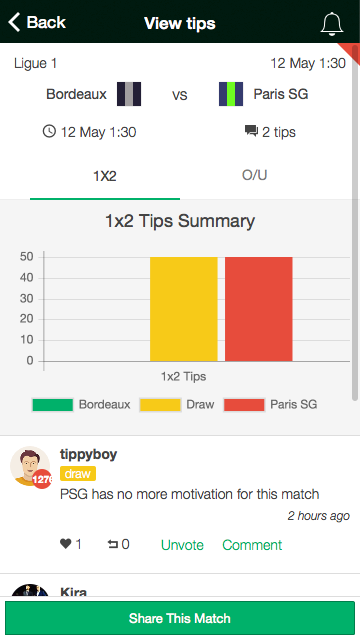 Back View tips
Ligue 1 12 May 1:30
Bordeaux vs Paris SG
12 May 1:30 2 tips
1X2 O/U
1x2 Tips Summary
50
40
30
20
10
0
1x2 Tips
Bordeaux Draw Paris SG
tippyboy
1276
draw
PSG has no more motivation for this match
2 hours ago
1 0 Unvote Comment
Kira
Share This Match